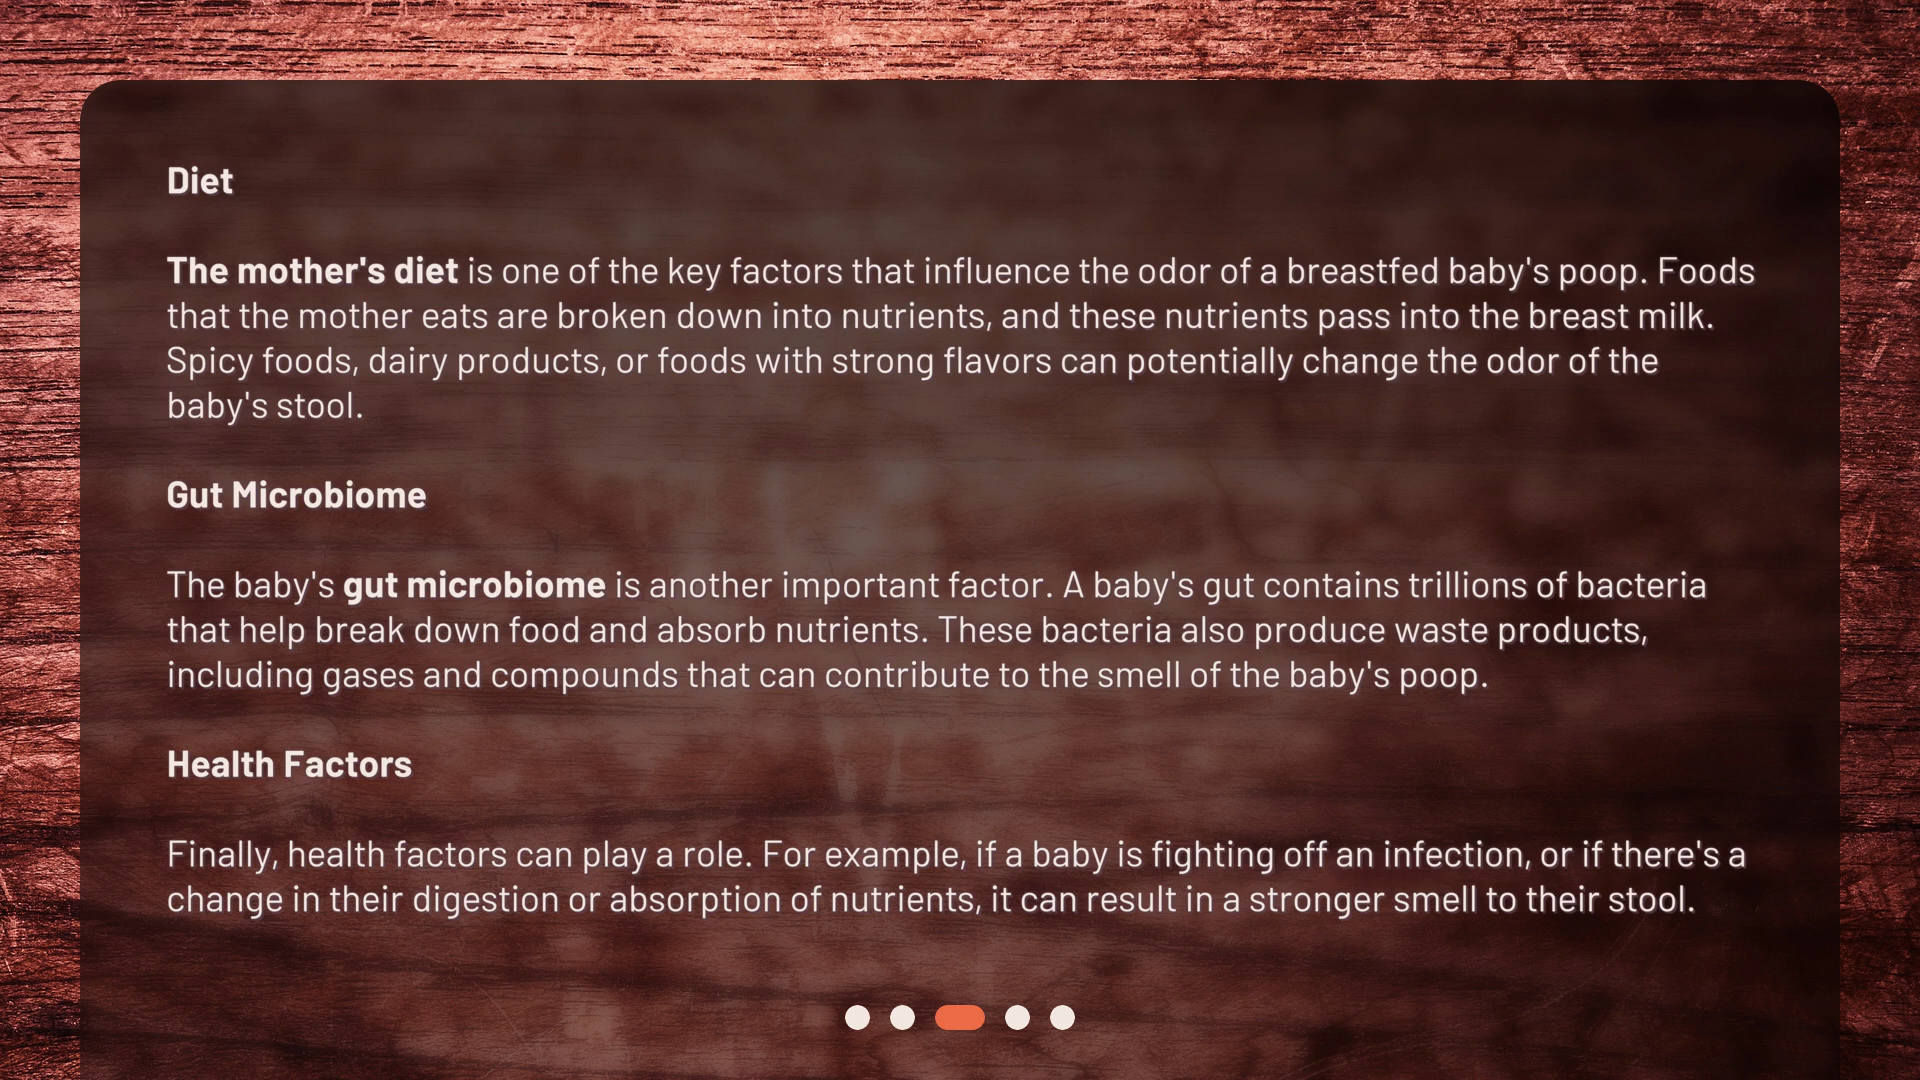 Diet
The mother's diet is one of the key factors that influence the odor of a breastfed baby's poop. Foods
that the mother eats are broken down into nutrients, and these nutrients pass into the breast milk.
Spicy foods, dairy products, or foods with strong flavors can potentially change the odor of the
baby's stool.
Gut Microbiome
The baby's gut microbiome is another important factor. A baby's gut contains trillions of bacteria
that help break down food and absorb nutrients. These bacteria also produce waste products,
including gases and compounds that can contribute to the smell of the baby's poop.
Health Factors
Finally, health factors can play a role. For example, if a baby is fighting off an infection, or if there's a
change in their digestion or absorption of nutrients, it can result in a stronger smell to their stool.